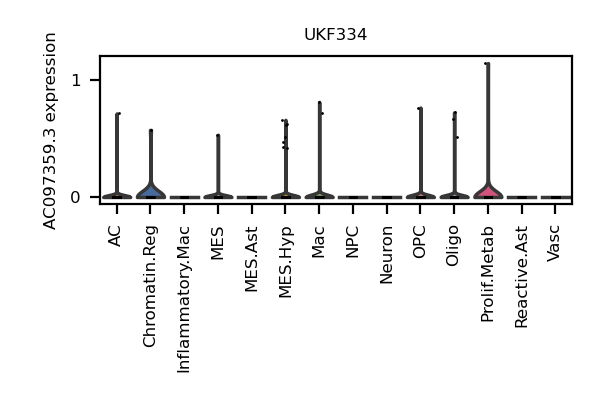 UKF334
AC097359.3 expression
1
0
AC
Chromatin.Reg
Inflammatory.Mac
MES
MES.Ast
MES.Hyp
Mac
NPC
Neuron
OPC
Oligo
Prolif.Metab
Reactive.Ast
Vasc